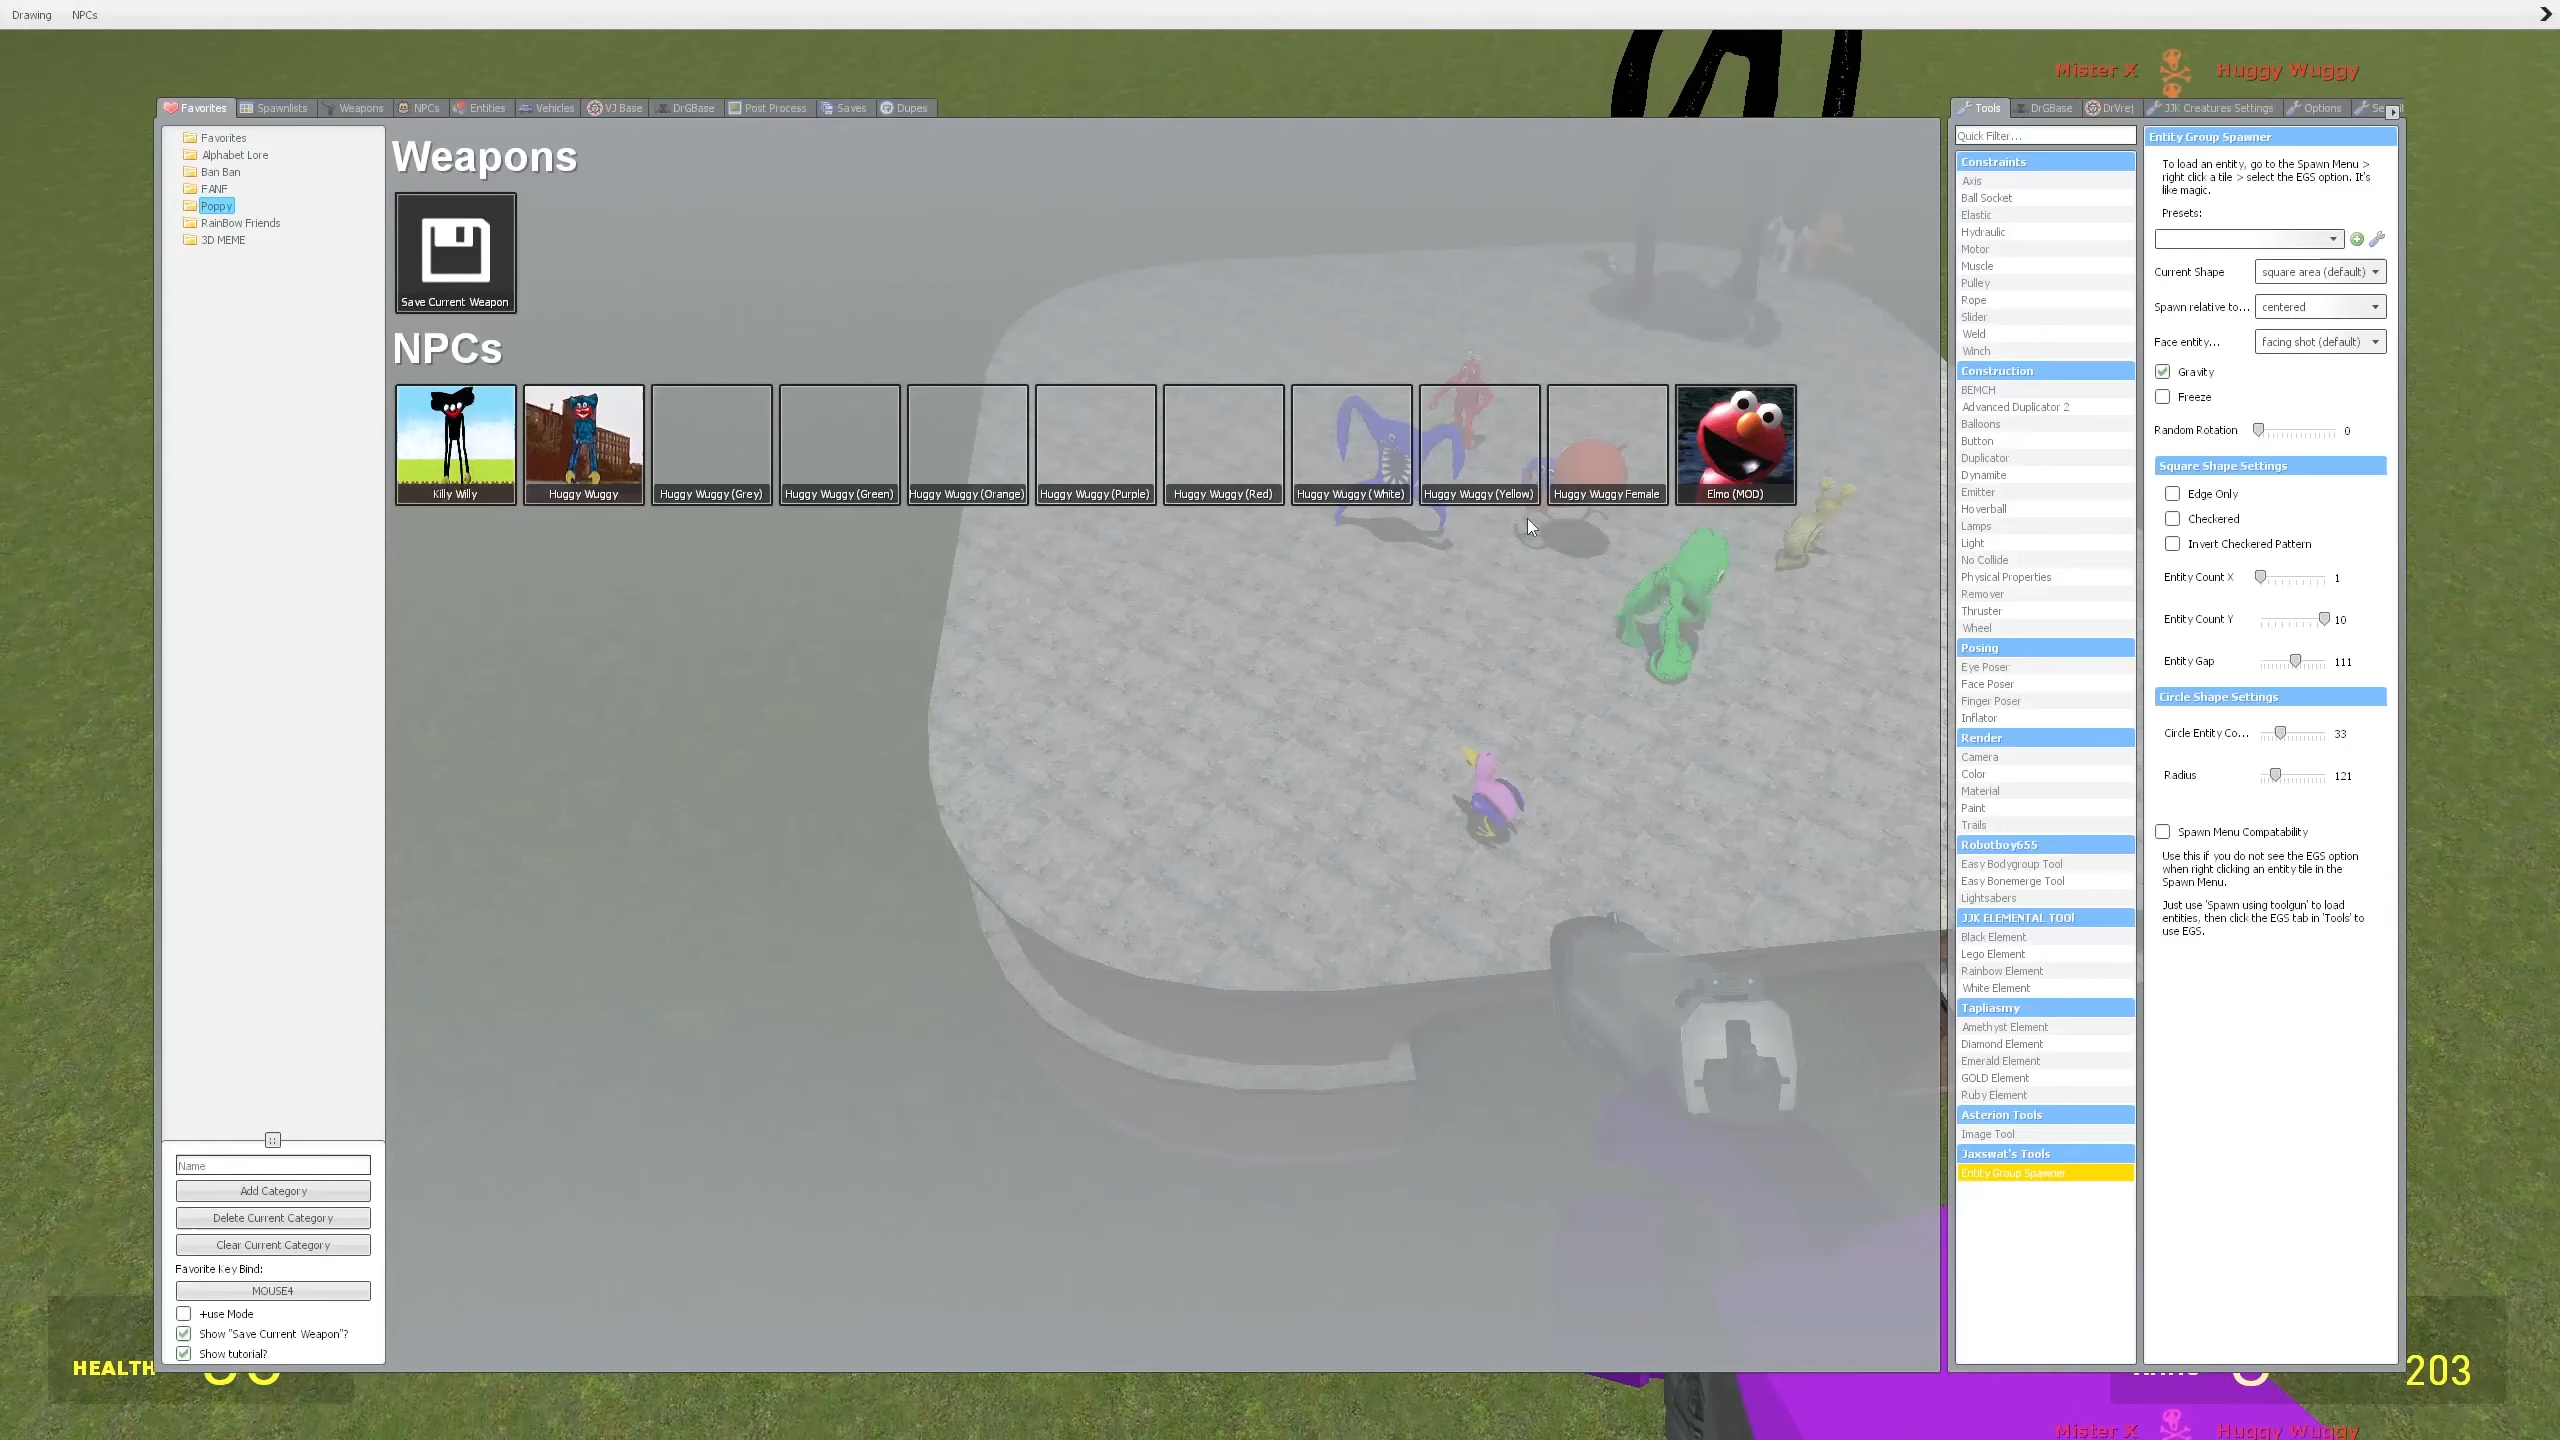 Drawing NPCs
Mister X Huggy Wuggy
Favorites Spawnlists Weapons NPCs Entities Vehicles VJ Base DrGBase Post Process Saves Dupes
Favorites
Alphabet Lore
Ban Ban
FANF
Poppy
RainBow Friends
3D MEME
Name
Add Category
Delete Current Category
Clear Current Category
Favorite Key Bind:
MOUSE4
+use Mode
Show "Save Current Weapon"?
Show tutorial?
Weapons
Save Current Weapon
NPCs
Killy Willy
Huggy Wuggy
Huggy Wuggy (Grey)
Huggy Wuggy (Green)
Huggy Wuggy (Orange)
Huggy Wuggy (Purple)
Huggy Wuggy (Red)
Huggy Wuggy (White)
Huggy Wuggy (Yellow)
Huggy Wuggy Female
Elmo (MOD)
Tools DrGBase DrVrej JJK Creatures Settings Options
Quick Filter...
Constraints
Axis
Ball Socket
Elastic
Hydraulic
Motor
Muscle
Pulley
Rope
Slider
Weld
Winch
Construction
BEMCH
Advanced Duplicator 2
Balloons
Button
Duplicator
Dynamite
Emitter
Hoverball
Lamps
Light
No Collide
Physical Properties
Remover
Thruster
Wheel
Posing
Eye Poser
Face Poser
Finger Poser
Inflator
Render
Camera
Color
Material
Paint
Trails
Robotboy655
Easy Bodygroup Tool
Easy Bonemerge Tool
Lightsabers
JJK ELEMENTAL TOOl
Black Element
Lego Element
Rainbow Element
White Element
Tapliasmy
Amethyst Element
Diamond Element
Emerald Element
GOLD Element
Ruby Element
Asterion Tools
Image Tool
Jaxswat's Tools
Entity Group Spawner
Entity Group Spawner
To load an entity, go to the Spawn Menu >
right click a tile > select the EGS option. It's
like magic.
Presets:
Current Shape square area (default)
Spawn relative to... centered
Face entity... facing shot (default)
Gravity
Freeze
Random Rotation 0
Square Shape Settings
Edge Only
Checkered
Invert Checkered Pattern
Entity Count X 1
Entity Count Y 10
Entity Gap 111
Circle Shape Settings
Circle Entity Co... 33
Radius 121
Spawn Menu Compatability
Use this if you do not see the EGS option
when right clicking an entity tile in the
Spawn Menu.
Just use 'Spawn using toolgun' to load
entities, then click the EGS tab in 'Tools' to
use EGS.
HEALTH
203
Mister X Huggy Wuggy